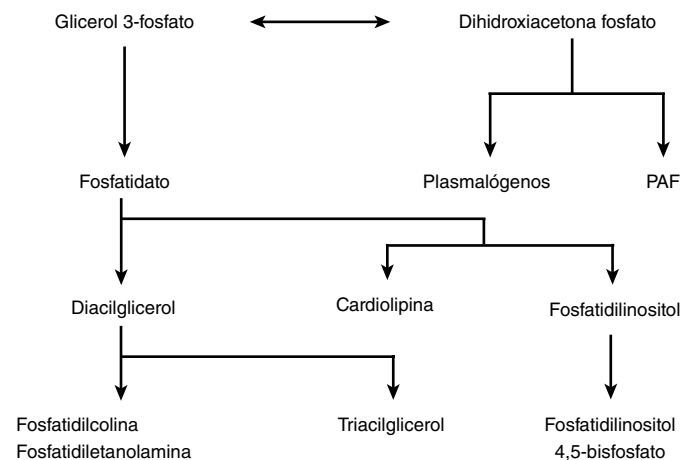 Glicerol 3-fosfato
Dihidroxiacetona fosfato
Fosfatidato
Plasmalógenos
PAF
Diacilglicerol
Cardiolipina
Fosfatidilinositol
Fosfatidilcolina
Fosfatidiletanolamina
Triacilglicerol
Fosfatidilinositol
4,5-bisfosfato